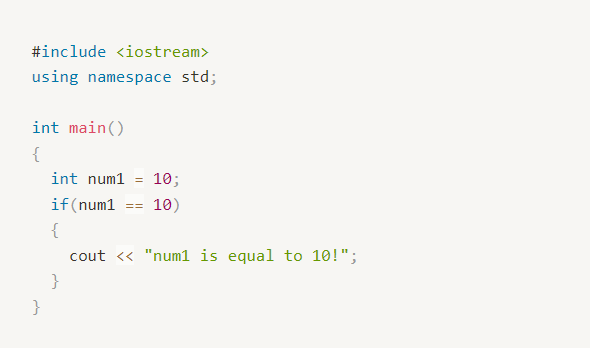 #include <iostream>
using namespace std;

int main()
{
  int num1 = 10;
  if(num1 == 10)
  {
    cout << "num1 is equal to 10!";
  }
}